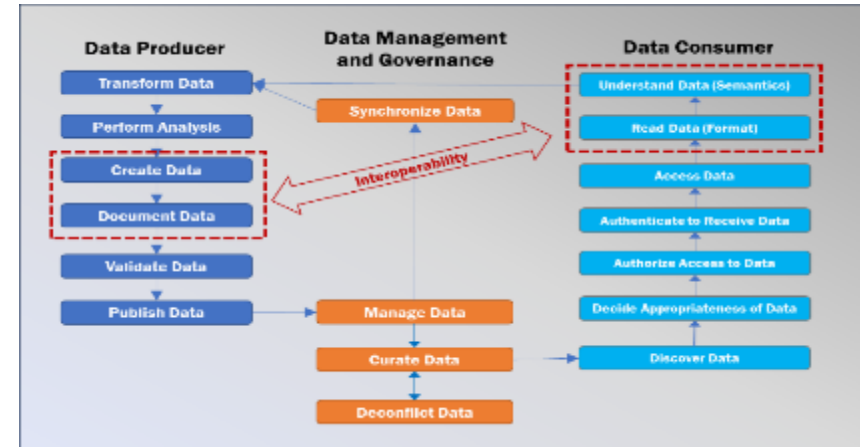 Data Producer
Transform Data
Perform Analysis
Create Data
Document Data
Validate Data
Publish Data
Data Management
and Governance
Synchronize Data
Interoperability
Manage Data
Curate Data
Deconflict Data
Data Consumer
Understand Data (Semantics)
Read Data (Format)
Access Data
Authenticate to Receive Data
Authorize Access to Data
Decide Appropriateness of Data
Discover Data